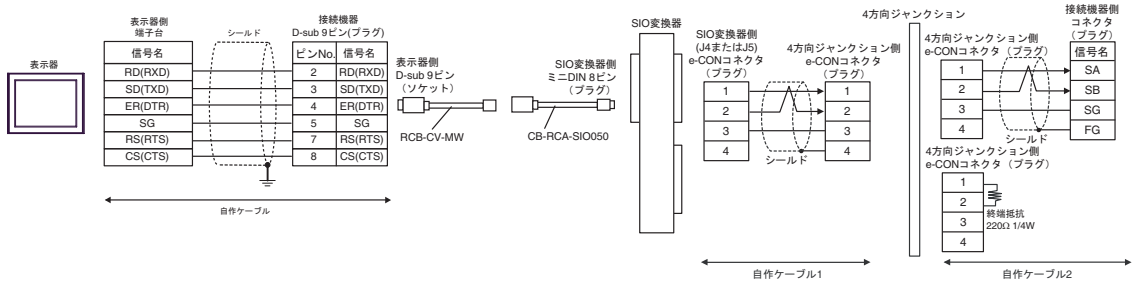 表示器
表示器側
端子台
信号名
RD(RXD)
SD(TXD)
ER(DTR)
SG
RS(RTS)
CS(CTS)
シールド
接続機器
D-sub 9ピン(プラグ)
ピンNo. 信号名
2 RD(RXD)
3 SD(TXD)
4 ER(DTR)
5 SG
7 RS(RTS)
8 CS(CTS)
自作ケーブル
表示器側
D-sub 9ピン
(ソケット)
RCB-CV-MW
SIO変換器側
ミニDIN 8ピン
(プラグ)
CB-RCA-SIO050
SIO変換器
SIO変換器側
(J4またはJ5)
e-CONコネクタ
(プラグ)
1
2
3
4
シールド
4方向ジャンクション側
e-CONコネクタ
(プラグ)
1
2
3
4
自作ケーブル1
4方向ジャンクション
4方向ジャンクション側
e-CONコネクタ(プラグ)
1
2
3
4
シールド
接続機器側
コネクタ
(プラグ)
信号名
SA
SB
SG
FG
4方向ジャンクション側
e-CONコネクタ(プラグ)
1
2
3
4
終端抵抗
220Ω 1/4W
自作ケーブル2